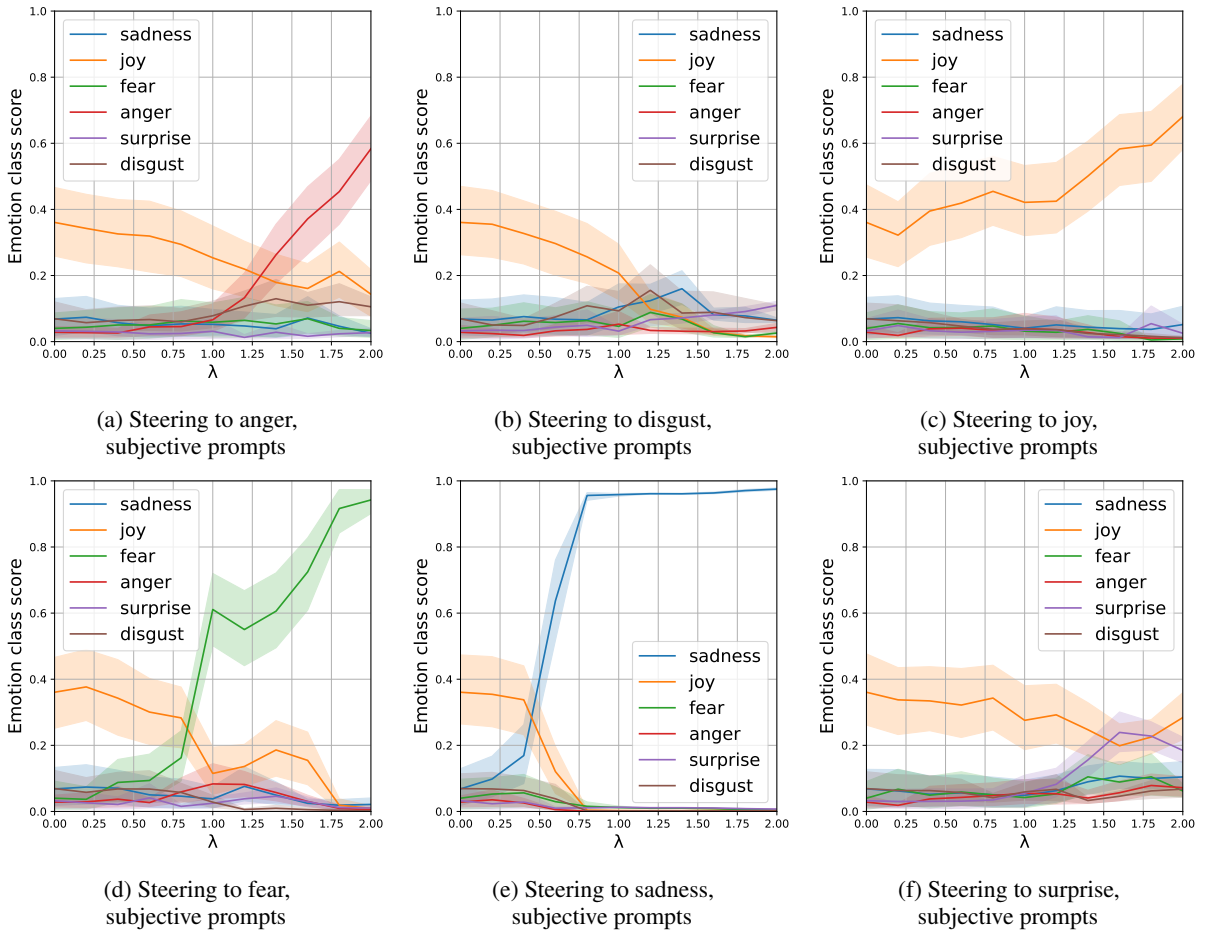 1.0
0.8
0.6
0.4
0.2
0.0
Emotion class score
sadness
joy
fear
anger
surprise
disgust
0.00 0.25 0.50 0.75 1.00 1.25 1.50 1.75 2.00
λ
(a) Steering to anger,
subjective prompts
1.0
0.8
0.6
0.4
0.2
0.0
Emotion class score
sadness
joy
fear
anger
surprise
disgust
0.00 0.25 0.50 0.75 1.00 1.25 1.50 1.75 2.00
λ
(b) Steering to disgust,
subjective prompts
1.0
0.8
0.6
0.4
0.2
0.0
Emotion class score
sadness
joy
fear
anger
surprise
disgust
0.00 0.25 0.50 0.75 1.00 1.25 1.50 1.75 2.00
λ
(c) Steering to joy,
subjective prompts
1.0
0.8
0.6
0.4
0.2
0.0
Emotion class score
sadness
joy
fear
anger
surprise
disgust
0.00 0.25 0.50 0.75 1.00 1.25 1.50 1.75 2.00
λ
(d) Steering to fear,
subjective prompts
1.0
0.8
0.6
0.4
0.2
0.0
Emotion class score
sadness
joy
fear
anger
surprise
disgust
0.00 0.25 0.50 0.75 1.00 1.25 1.50 1.75 2.00
λ
(e) Steering to sadness,
subjective prompts
1.0
0.8
0.6
0.4
0.2
0.0
Emotion class score
sadness
joy
fear
anger
surprise
disgust
0.00 0.25 0.50 0.75 1.00 1.25 1.50 1.75 2.00
λ
(f) Steering to surprise,
subjective prompts